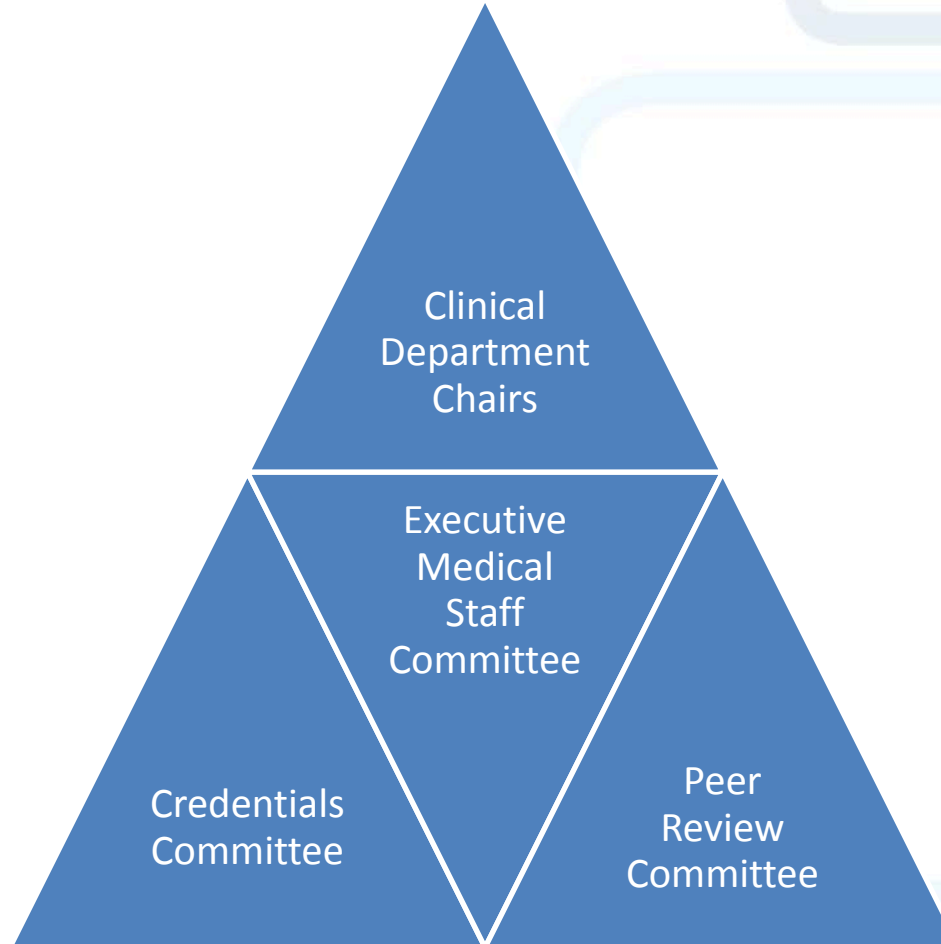 Clinical
Department
Chairs
Executive
Medical
Staff
Committee
Credentials
Committee
Peer
Review
Committee